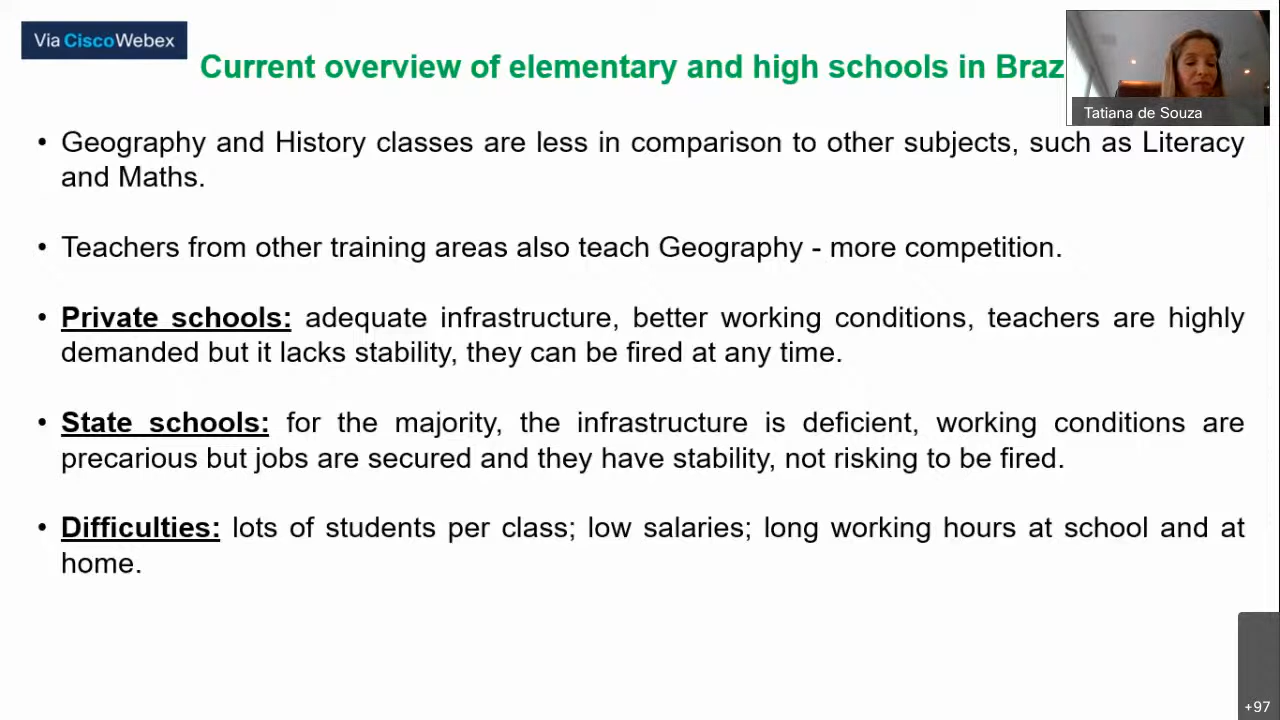 Via CiscoWebex
Current overview of elementary and high schools in Braz
Tatiana de Souza
• Geography and History classes are less in comparison to other subjects, such as Literacy
and Maths.
• Teachers from other training areas also teach Geography - more competition.
• Private schools: adequate infrastructure, better working conditions, teachers are highly
demanded but it lacks stability, they can be fired at any time.
• State schools: for the majority, the infrastructure is deficient, working conditions are
precarious but jobs are secured and they have stability, not risking to be fired.
• Difficulties: lots of students per class; low salaries; long working hours at school and at
home.
+97